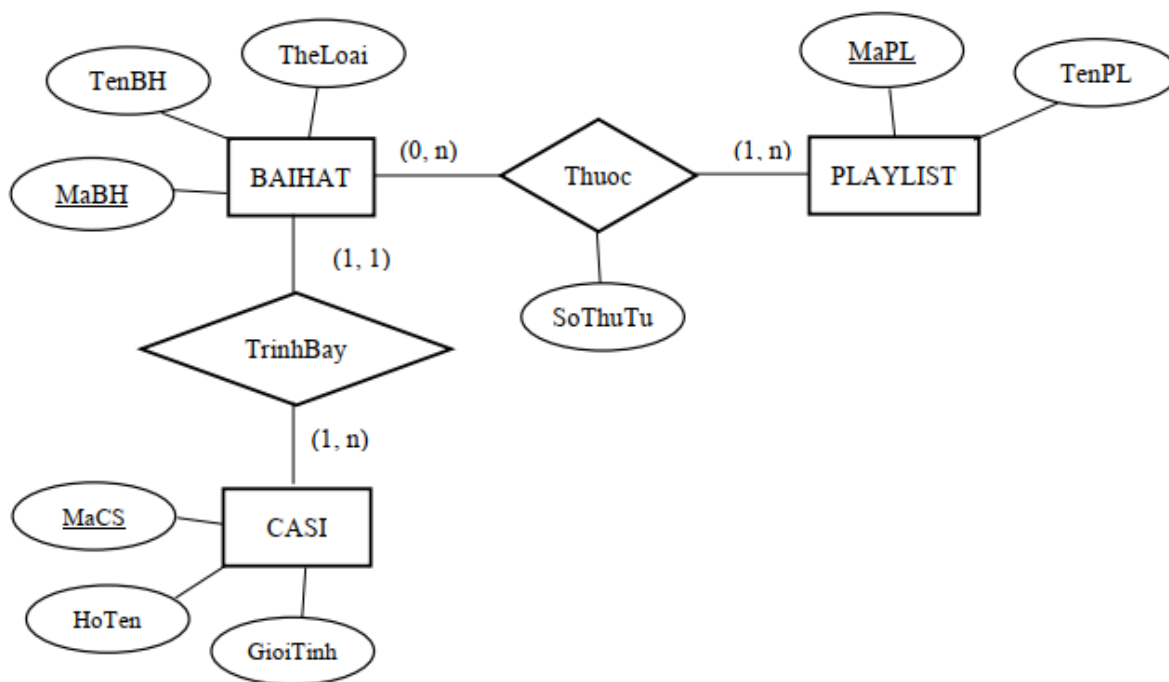 TheLoai
MaPL
TenBH
TenPL
(0, n)
(1, n)
BAIHAT
Thuoc
PLAYLIST
MaBH
(1, 1)
SoThuTu
TrinhBay
(1, n)
MaCS
CASI
HoTen
GioiTinh